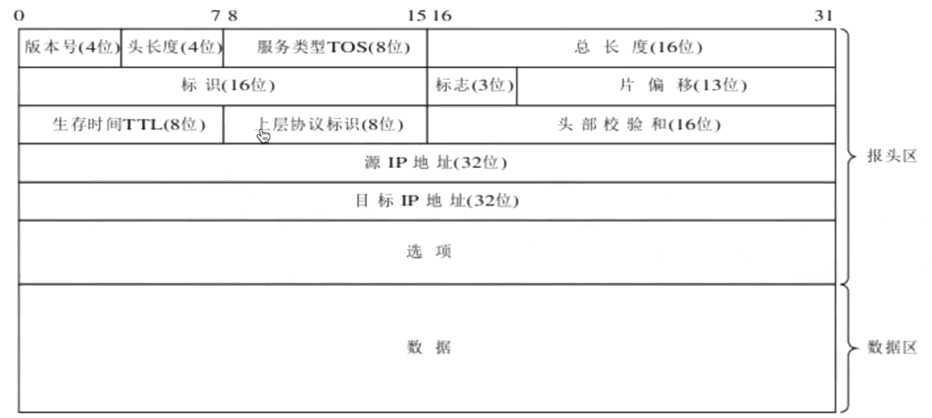 0 7 8 15 16 31
版本号(4位) 头长度(4位) 服务类型TOS(8位) 总 长 度(16位)
标 识(16位) 标志(3位) 片 偏 移(13位)
生存时间TTL(8位) 上层协议标识(8位) 头 部 校 验 和(16位)
报头区
源 IP 地 址(32位)
目 标 IP 地 址(32位)
选 项
数 据
数据区